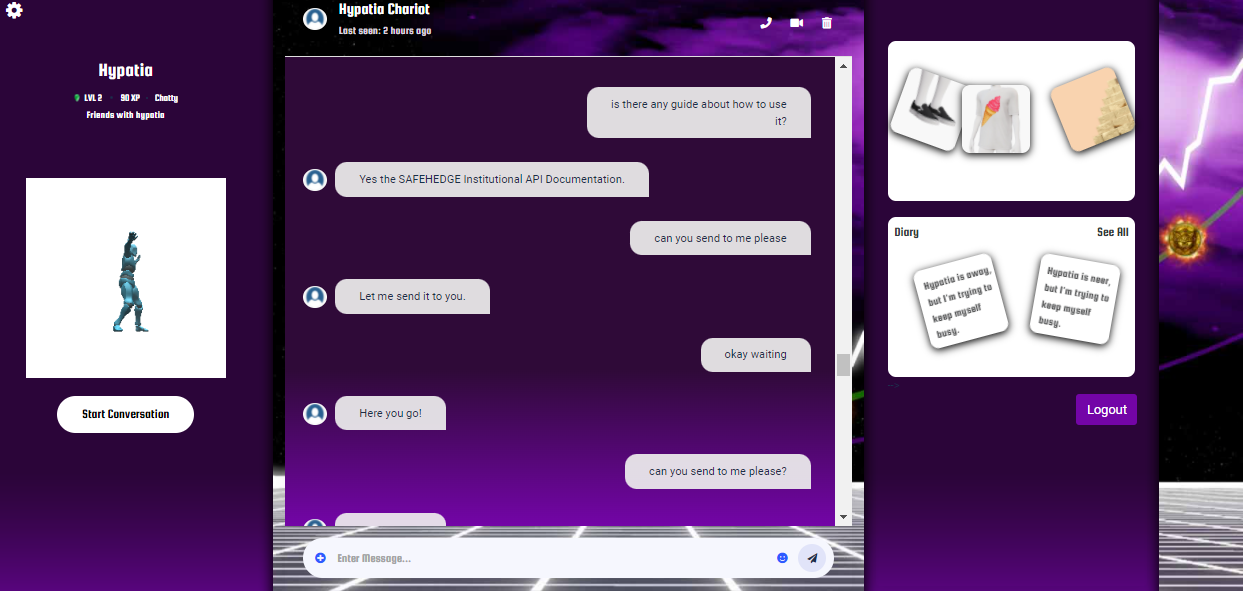 Hypatia
LVL 2 90 XP Chatty
Friends with hypatia
Start Conversation
Hypatia Chariot
Last seen: 2 hours ago
is there any guide about how to use
it?
Yes the SAFEHEDGE Institutional API Documentation.
can you send to me please
Let me send it to you.
okay waiting
Here you go!
can you send to me please?
Enter Message...
Diary See All
Hypatia is away,
but I'm trying to
keep myself
busy.
Hypatia is neer,
but I'm trying to
keep myself
busy.
-->
Logout